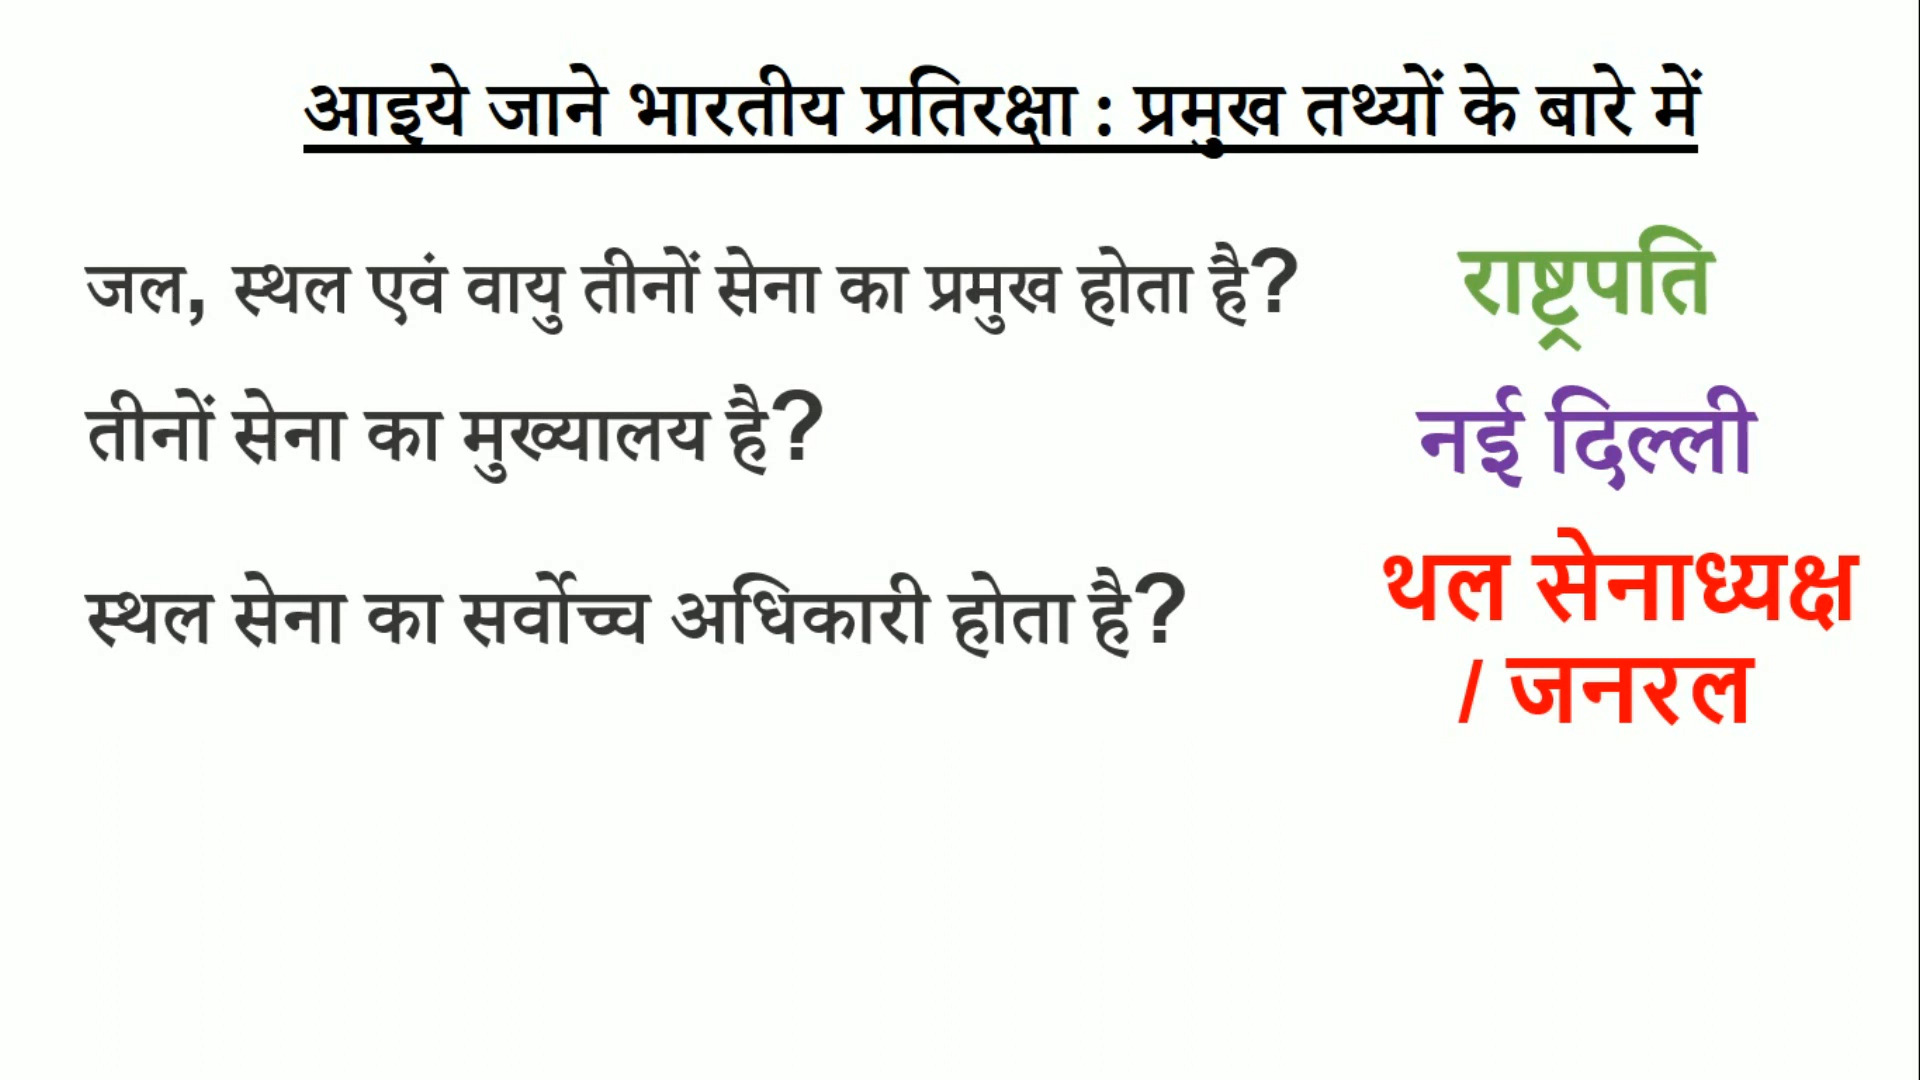 आइये जाने भारतीय प्रतिरक्षा : प्रमुख तथ्यों के बारे में
जल, स्थल एवं वायु तीनों सेना का प्रमुख होता है? राष्ट्रपति
तीनों सेना का मुख्यालय है? नई दिल्ली
स्थल सेना का सर्वोच्च अधिकारी होता है? थल सेनाध्यक्ष
/ जनरल